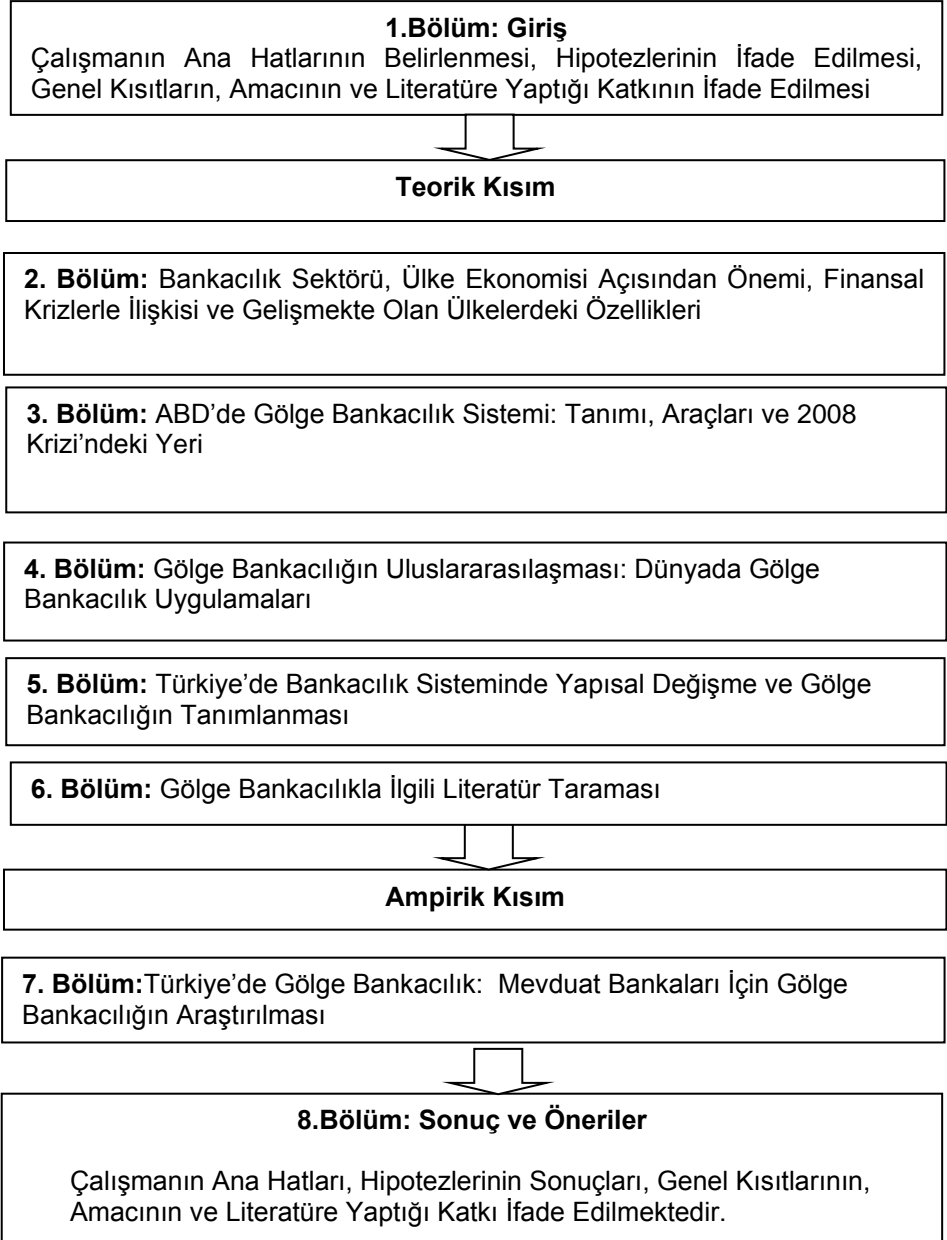 1.Bölüm: Giriş
Çalışmanın Ana Hatlarının Belirlenmesi, Hipotezlerinin İfade Edilmesi,
Genel Kısıtların, Amacının ve Literatüre Yaptığı Katkının İfade Edilmesi
Teorik Kısım
2. Bölüm: Bankacılık Sektörü, Ülke Ekonomisi Açısından Önemi, Finansal
Krizlerle İlişkisi ve Gelişmekte Olan Ülkelerdeki Özellikleri
3. Bölüm: ABD’de Gölge Bankacılık Sistemi: Tanımı, Araçları ve 2008
Krizi’ndeki Yeri
4. Bölüm: Gölge Bankacılığın Uluslararasılaşması: Dünyada Gölge
Bankacılık Uygulamaları
5. Bölüm: Türkiye’de Bankacılık Sisteminde Yapısal Değişme ve Gölge
Bankacılığın Tanımlanması
6. Bölüm: Gölge Bankacılıkla İlgili Literatür Taraması
Ampirik Kısım
7. Bölüm:Türkiye’de Gölge Bankacılık: Mevduat Bankaları İçin Gölge
Bankacılığın Araştırılması
8.Bölüm: Sonuç ve Öneriler
Çalışmanın Ana Hatları, Hipotezlerinin Sonuçları, Genel Kısıtlarının,
Amacının ve Literatüre Yaptığı Katkı İfade Edilmektedir.